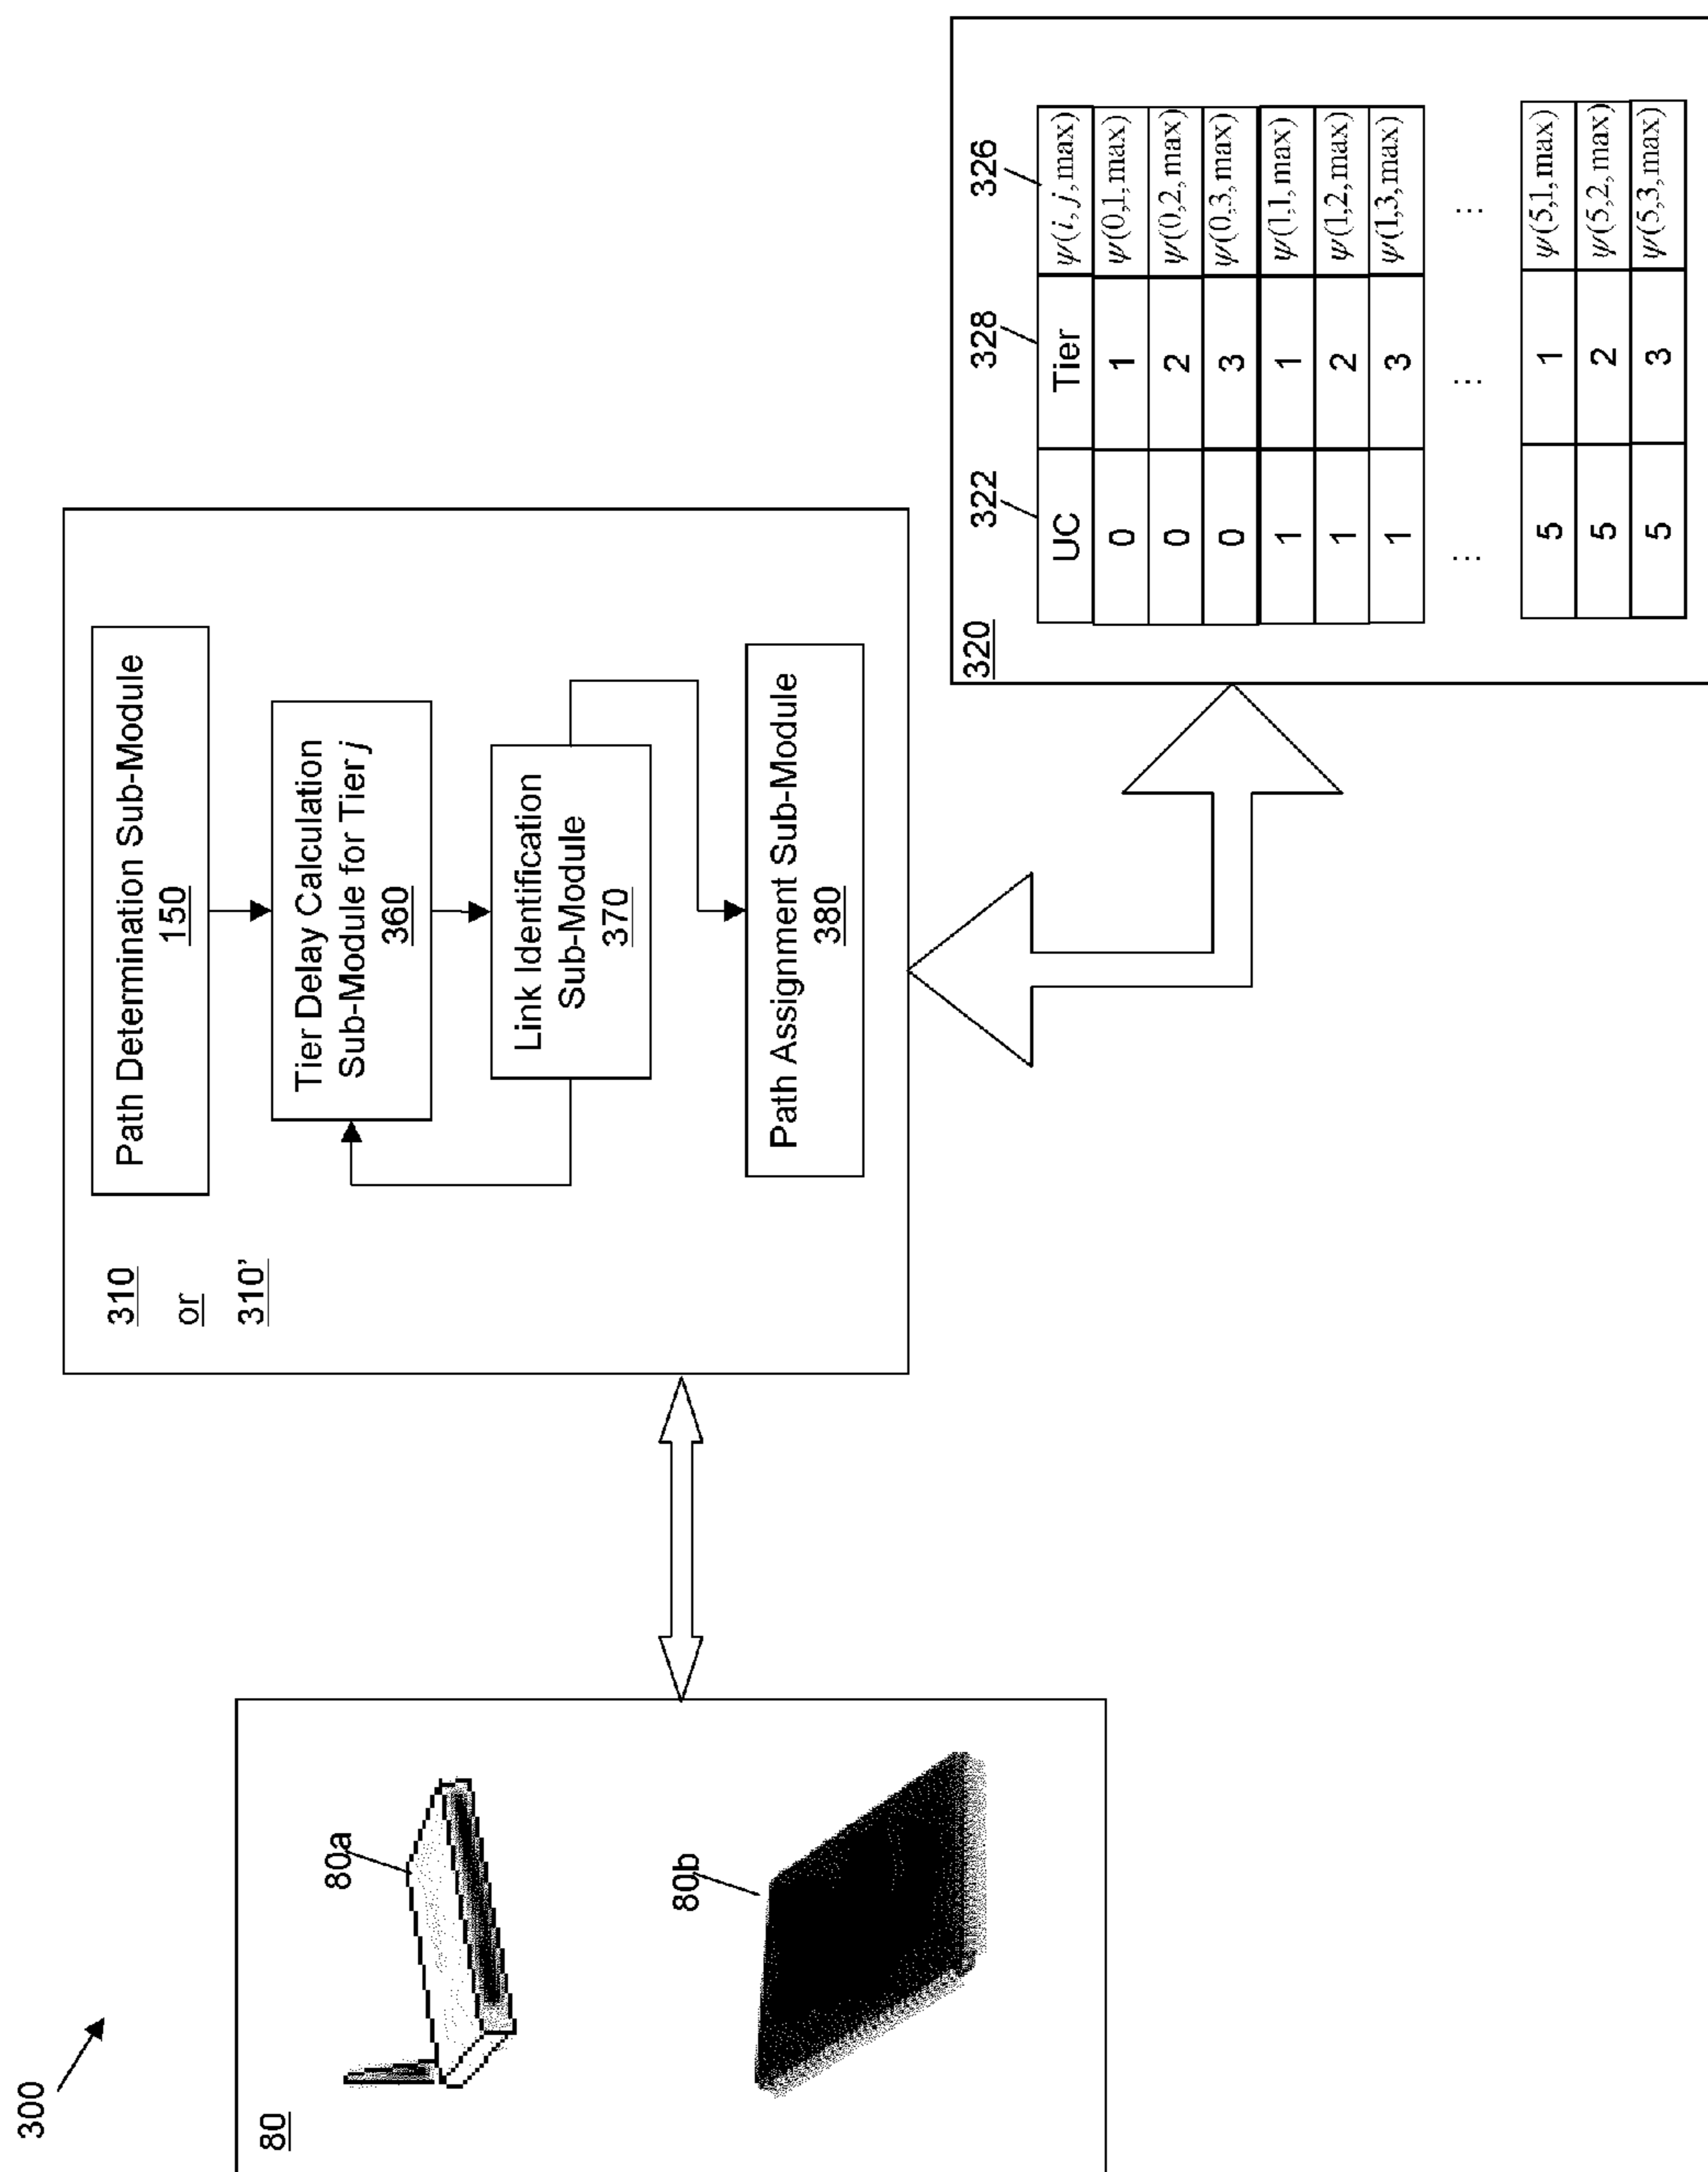 300
80
80a
80b
310
or
310'
Path Determination Sub-Module
150
Tier Delay Calculation
Sub-Module for Tier j
360
Link Identification
Sub-Module
370
Path Assignment Sub-Module
380
320
322
328
326
UC Tier ψ(i, j, max)
0 1 ψ(0,1,max)
0 2 ψ(0,2,max)
0 3 ψ(0,3,max)
1 1 ψ(1,1,max)
1 2 ψ(1,2,max)
1 3 ψ(1,3,max)
... ... ...
5 1 ψ(5,1,max)
5 2 ψ(5,2,max)
5 3 ψ(5,3,max)